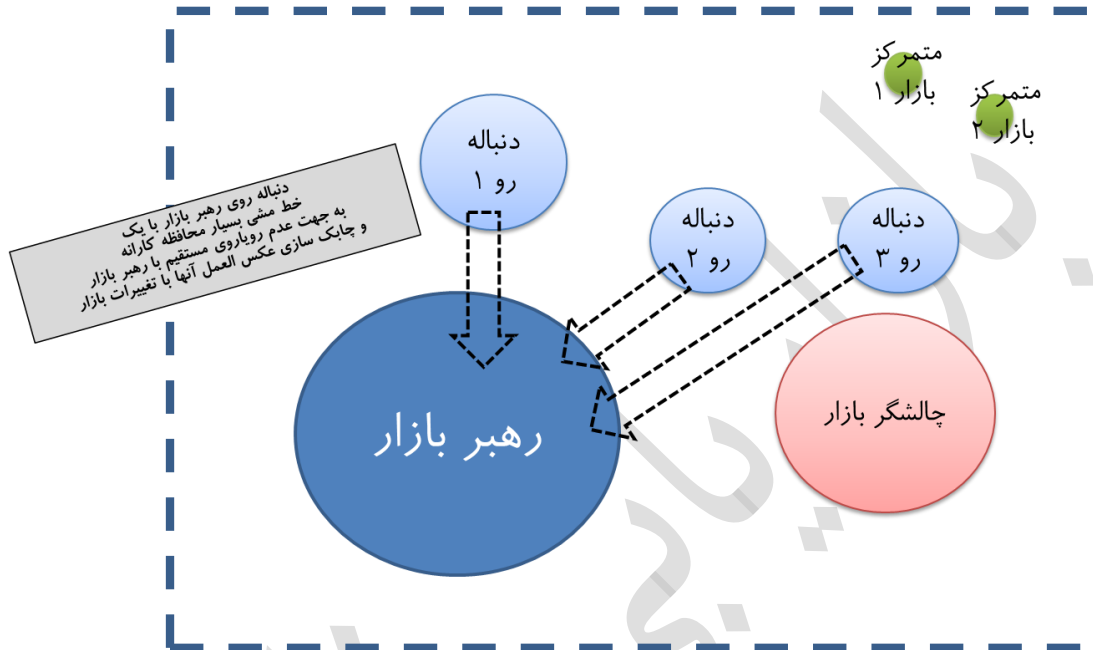 متمرکز
بازار ۱
متمرکز
بازار ۲
دنباله
رو ۱
دنباله
رو ۲
دنباله
رو ۳
دنباله روی رهبر بازار با یک
خط مشی بسیار محافظه کارانه
به جهت عدم رویاروی مستقیم با رهبر بازار
و چابک سازی عکس العمل آنها با تغییرات بازار
چالشگر بازار
رهبر بازار